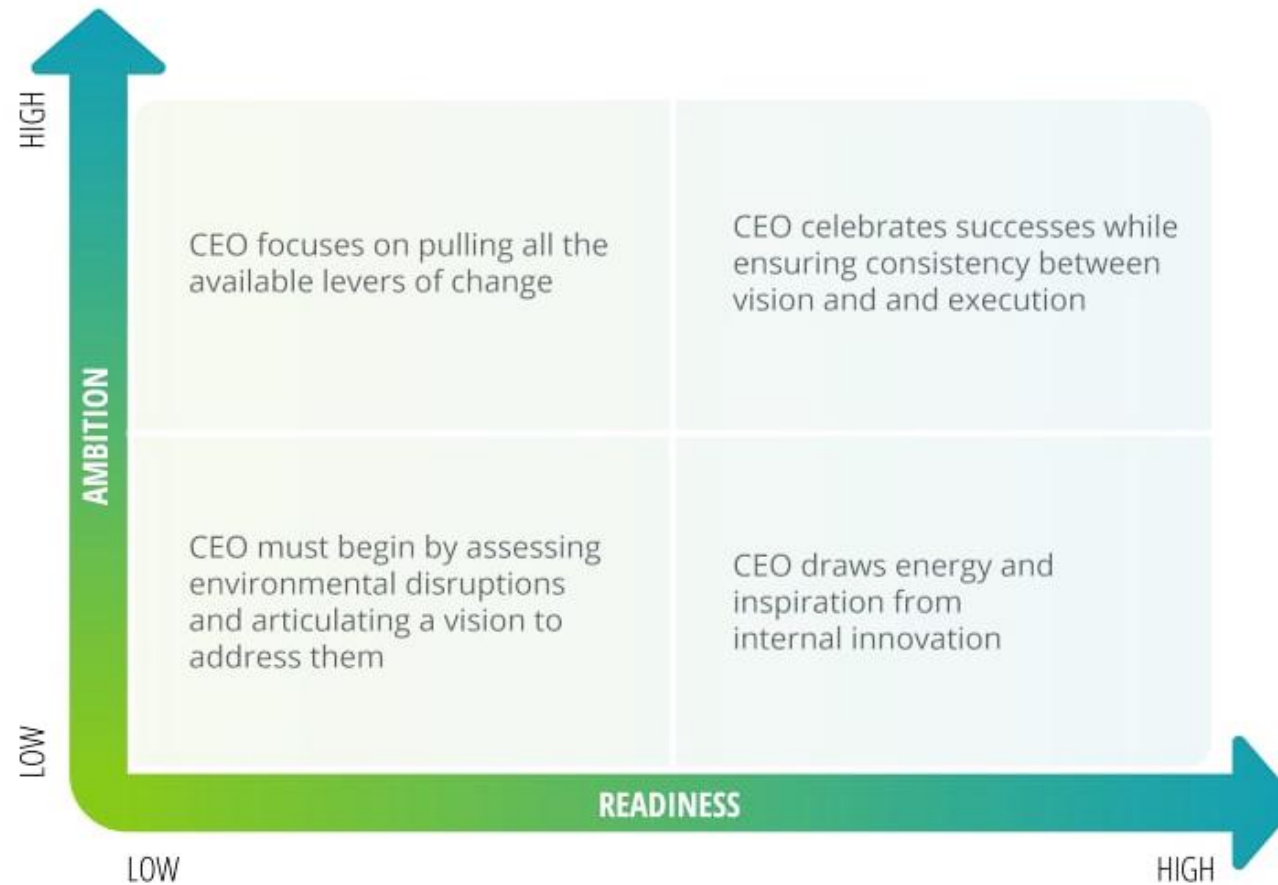 HIGH
CEO focuses on pulling all the
available levers of change
CEO celebrates successes while
ensuring consistency between
vision and and execution
AMBITION
CEO must begin by assessing
environmental disruptions
and articulating a vision to
address them
CEO draws energy and
inspiration from
internal innovation
LOW
READINESS
LOW
HIGH